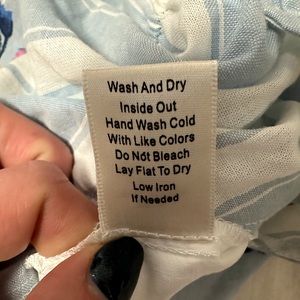 Wash And Dry
Inside Out
Hand Wash Cold
With Like Colors
Do Not Bleach
Lay Flat To Dry
Low Iron
If Needed